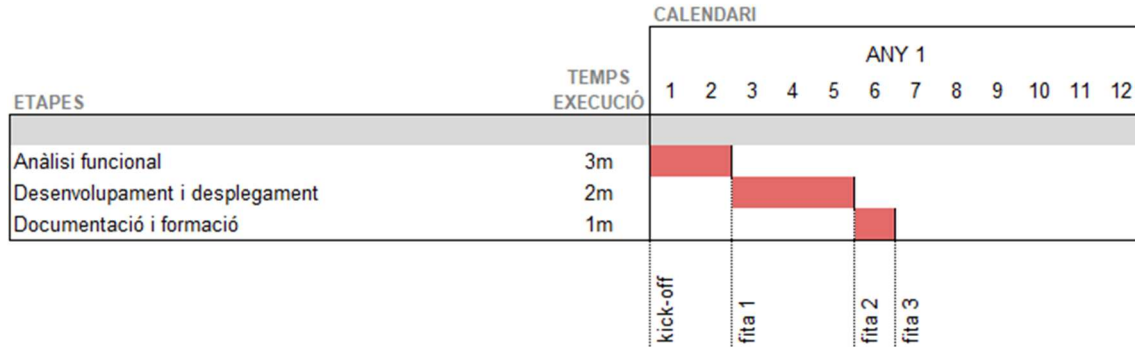 CALENDARI
ANY 1
TEMPS
ETAPES EXECUCIÓ 1 2 3 4 5 6 7 8 9 10 11 12
Anàlisi funcional 3m
Desenvolupament i desplegament 2m
Documentació i formació 1m
kick-off
fita 1
fita 2
fita 3